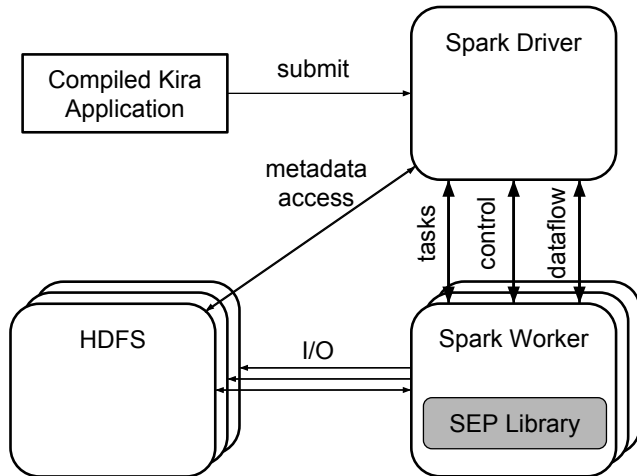 Spark Driver
Compiled Kira
Application
submit
metadata
access
tasks
control
dataflow
HDFS
I/O
Spark Worker
SEP Library